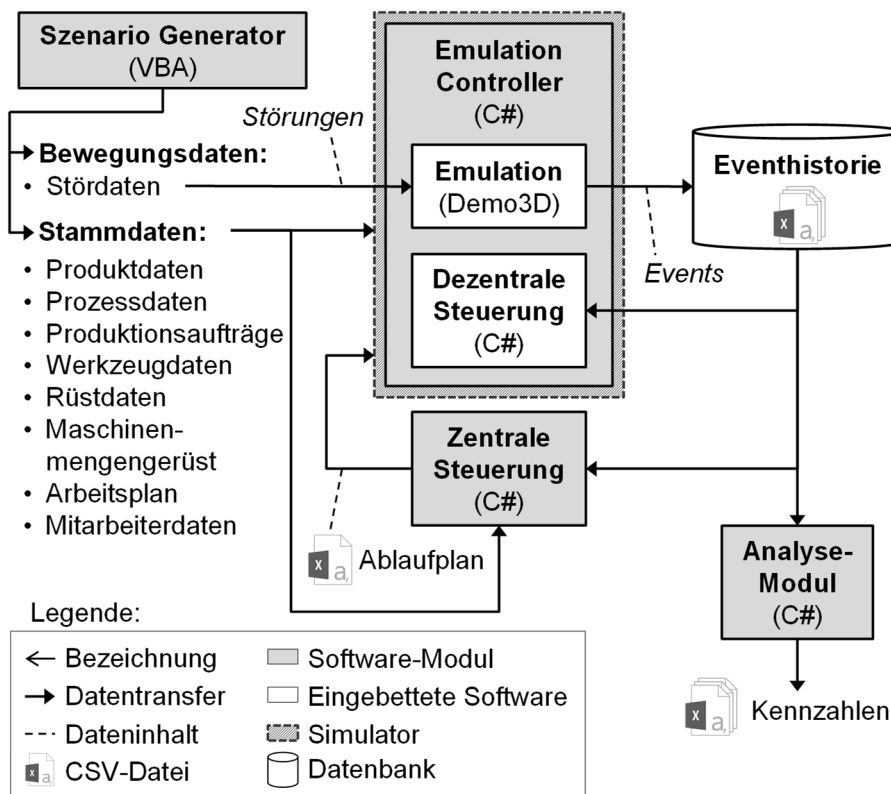 Szenario Generator
(VBA)
Störungen
Bewegungsdaten:
• Stördaten
Stammdaten:
• Produktdaten
• Prozessdaten
• Produktionsaufträge
• Werkzeugdaten
• Rüstdaten
• Maschinen-
mengengerüst
• Arbeitsplan
• Mitarbeiterdaten
Emulation
Controller
(C#)
Emulation
(Demo3D)
Dezentrale
Steuerung
(C#)
Events
Eventhistorie
X a,
Zentrale
Steuerung
(C#)
X a,
Ablaufplan
Analyse-
Modul
(C#)
X a,
Kennzahlen
Legende:
Bezeichnung
Datentransfer
Dateninhalt
X a,
CSV-Datei
Software-Modul
Eingebettete Software
Simulator
Datenbank